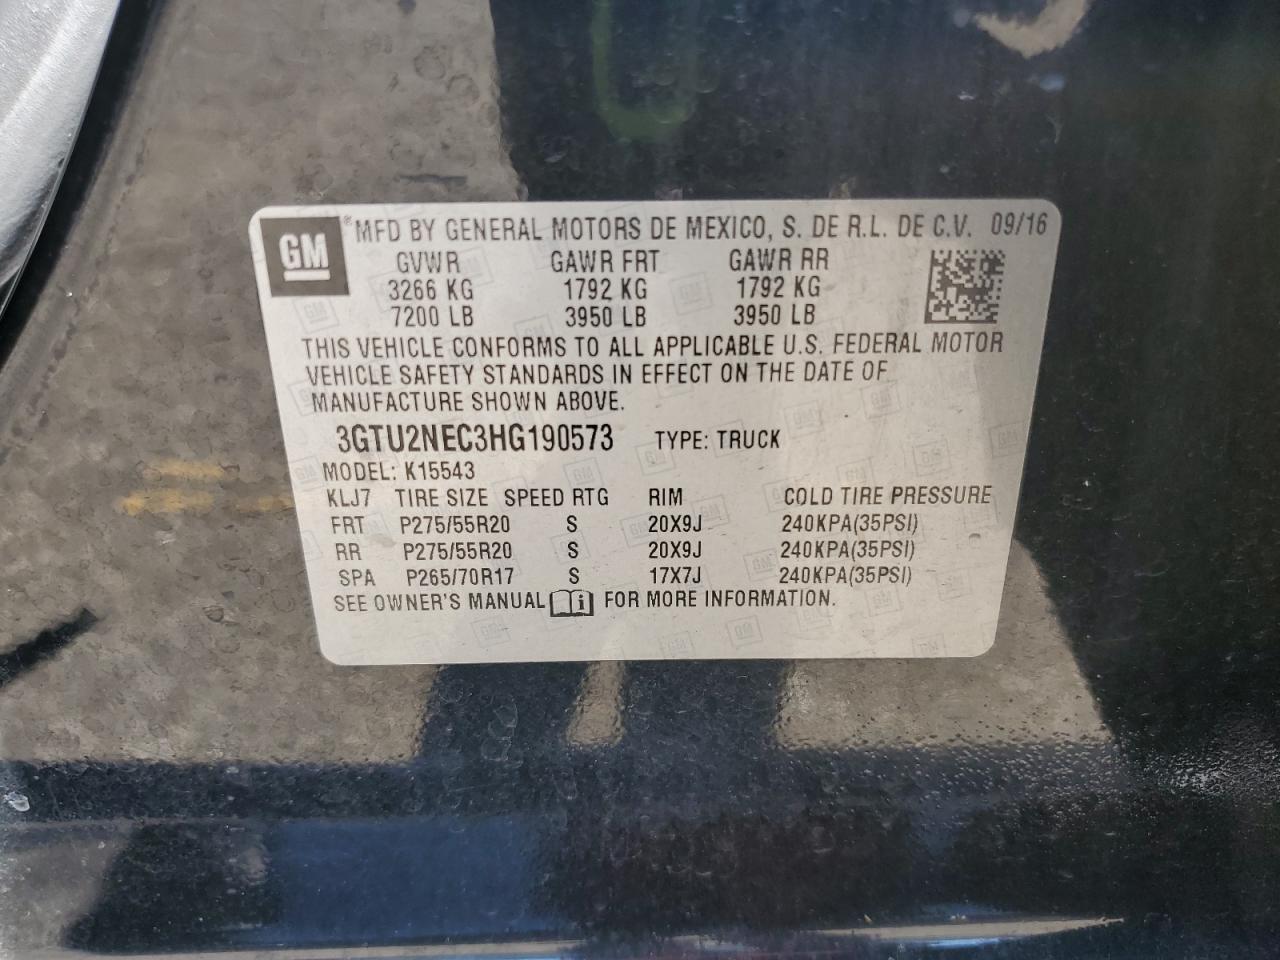 GM ® MFD BY GENERAL MOTORS DE MEXICO, S. DE R.L. DE C.V. 09/16
GVWR GAWR FRT GAWR RR
3266 KG 1792 KG 1792 KG
7200 LB 3950 LB 3950 LB
THIS VEHICLE CONFORMS TO ALL APPLICABLE U.S. FEDERAL MOTOR
VEHICLE SAFETY STANDARDS IN EFFECT ON THE DATE OF
MANUFACTURE SHOWN ABOVE.
3GTU2NEC3HG190573 TYPE: TRUCK
MODEL: K15543
KLJ7 TIRE SIZE SPEED RTG RIM COLD TIRE PRESSURE
FRT P275/55R20 S 20X9J 240KPA(35PSI)
RR P275/55R20 S 20X9J 240KPA(35PSI)
SPA P265/70R17 S 17X7J 240KPA(35PSI)
SEE OWNER'S MANUAL FOR MORE INFORMATION.